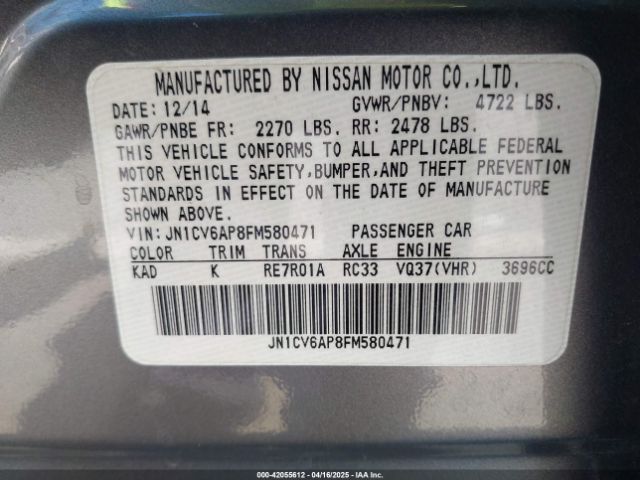 MANUFACTURED BY NISSAN MOTOR CO.,LTD.
DATE: 12/14 GVWR/PNBV: 4722 LBS.
GAWR/PNBE FR: 2270 LBS. RR: 2478 LBS.
THIS VEHICLE CONFORMS TO ALL APPLICABLE FEDERAL
MOTOR VEHICLE SAFETY, BUMPER, AND THEFT PREVENTION
STANDARDS IN EFFECT ON THE DATE OF MANUFACTURE
SHOWN ABOVE.
VIN: JN1CV6AP8FM580471 PASSENGER CAR
COLOR TRIM TRANS AXLE ENGINE
KAD K RE7R01A RC33 VQ37(VHR) 3696CC
JN1CV6AP8FM580471
000-42055612 - 04/16/2025 - IAA Inc.